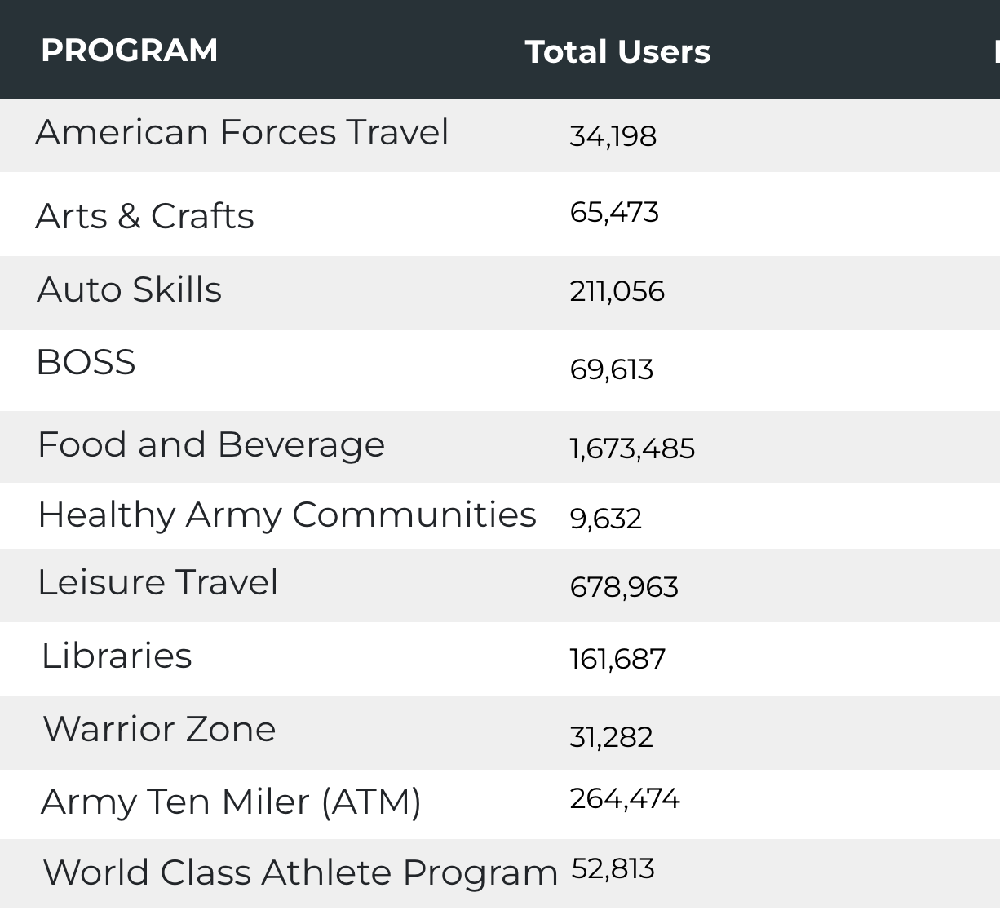 PROGRAM Total Users
American Forces Travel 34,198
Arts & Crafts 65,473
Auto Skills 211,056
BOSS 69,613
Food and Beverage 1,673,485
Healthy Army Communities 9,632
Leisure Travel 678,963
Libraries 161,687
Warrior Zone 31,282
Army Ten Miler (ATM) 264,474
World Class Athlete Program 52,813